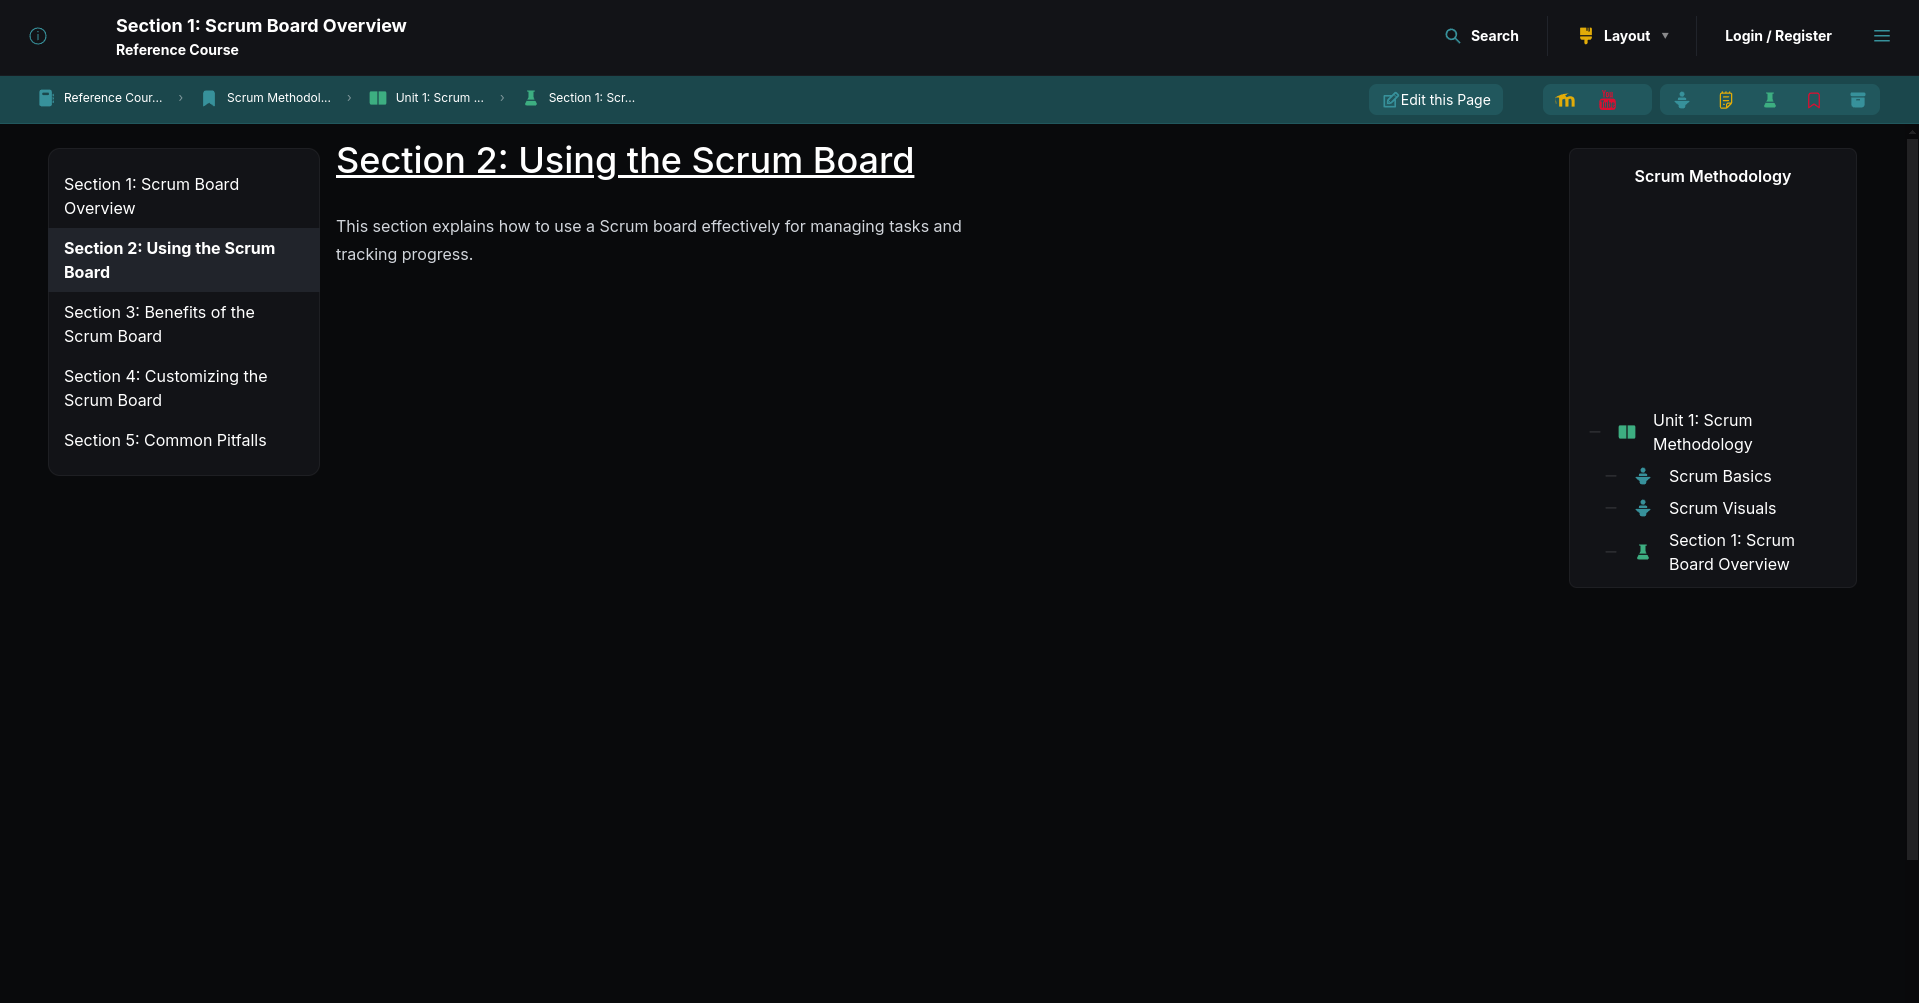 Section 1: Scrum Board Overview
Reference Course
Search
Layout
Login / Register
Reference Cour...
Scrum Methodol...
Unit 1: Scrum ...
Section 1: Scr...
Edit this Page
Section 1: Scrum Board
Overview
Section 2: Using the Scrum
Board
Section 3: Benefits of the
Scrum Board
Section 4: Customizing the
Scrum Board
Section 5: Common Pitfalls
Section 2: Using the Scrum Board
This section explains how to use a Scrum board effectively for managing tasks and
tracking progress.
Scrum Methodology
Unit 1: Scrum
Methodology
Scrum Basics
Scrum Visuals
Section 1: Scrum
Board Overview